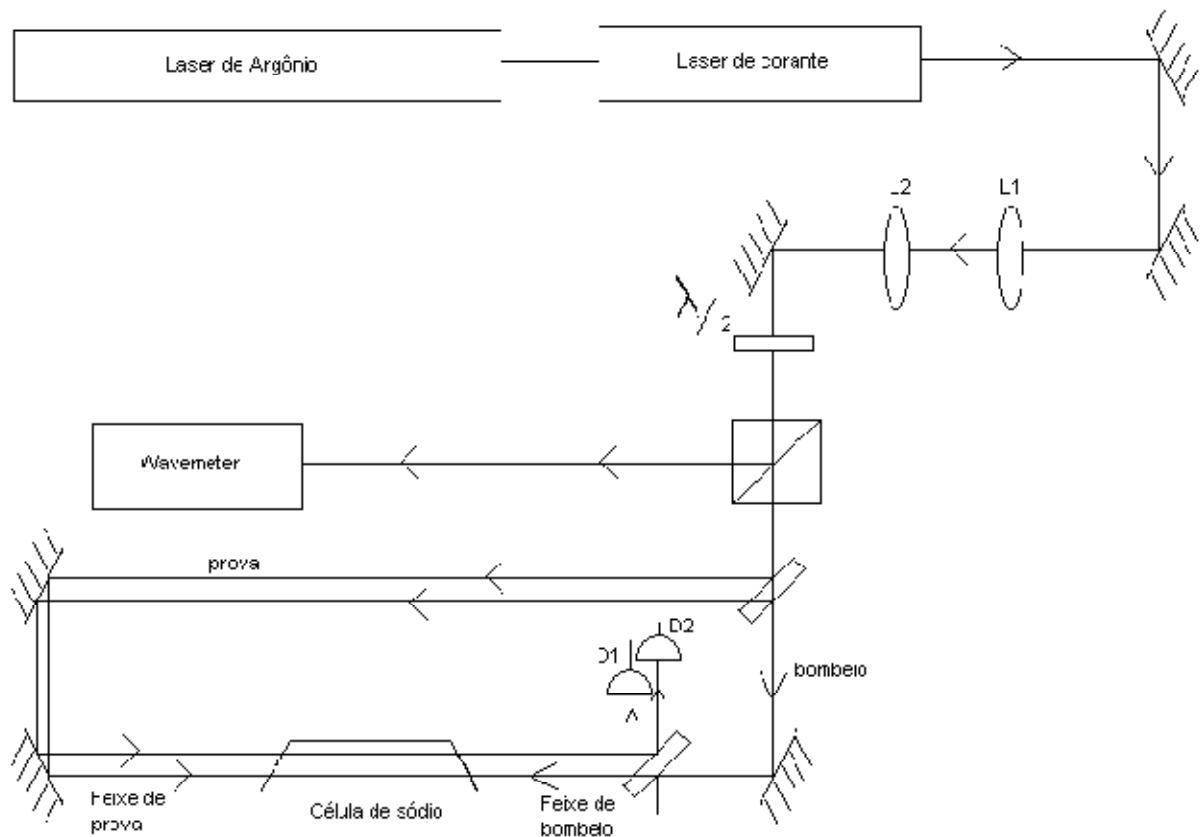 Laser de Argônio
Laser de corante
L2
L1
λ/2
Wavemeter
prova
D2
D1
bombeio
Feixe de
prova
Célula de sódio
Feixe de
bombeio